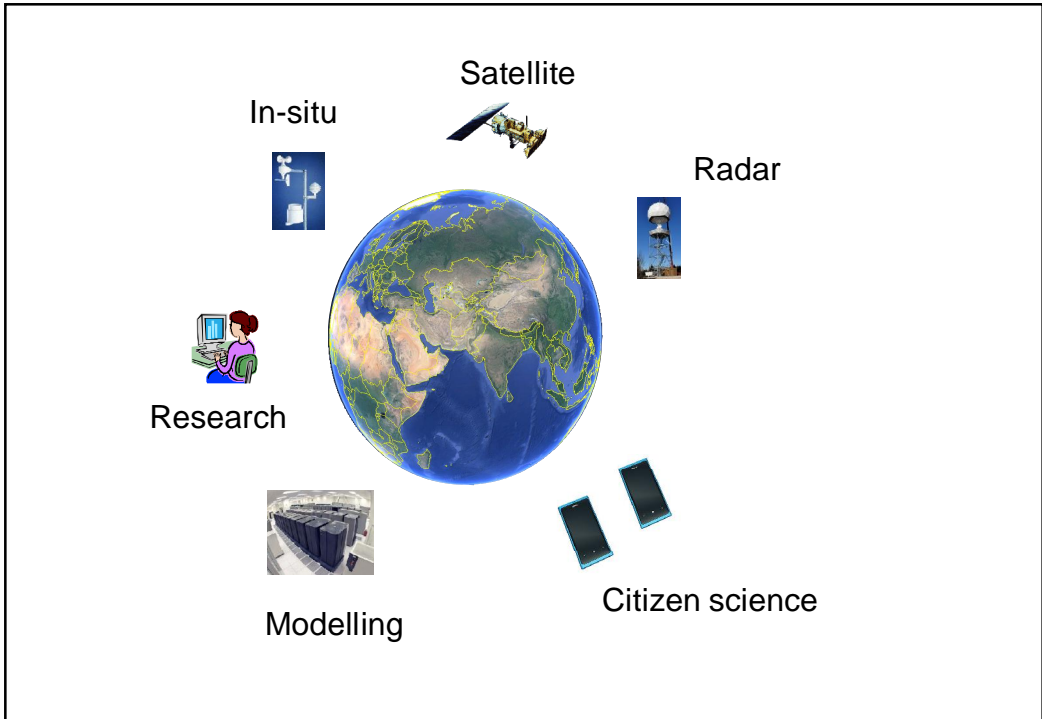 Satellite
In-situ
Radar
Research
Citizen science
Modelling